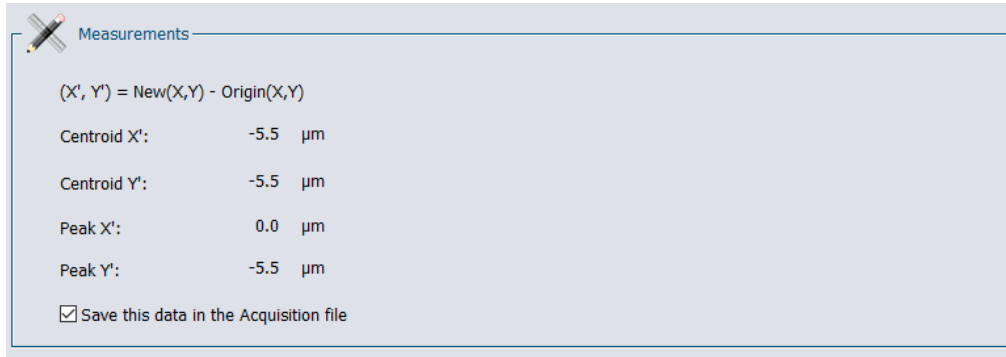 Measurements
(X', Y') = New(X,Y) - Origin(X,Y)
Centroid X': -5.5 µm
Centroid Y': -5.5 µm
Peak X': 0.0 µm
Peak Y': -5.5 µm
Save this data in the Acquisition file